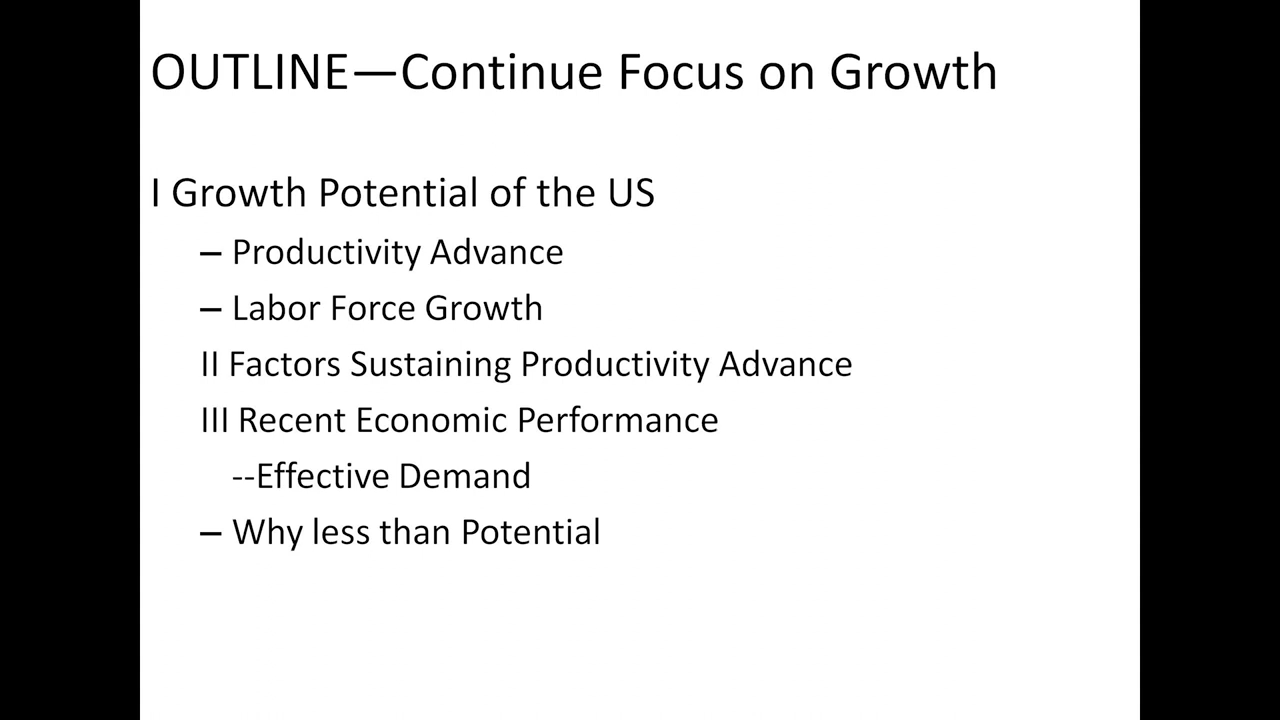 OUTLINE—Continue Focus on Growth
I Growth Potential of the US
– Productivity Advance
– Labor Force Growth
II Factors Sustaining Productivity Advance
III Recent Economic Performance
--Effective Demand
– Why less than Potential